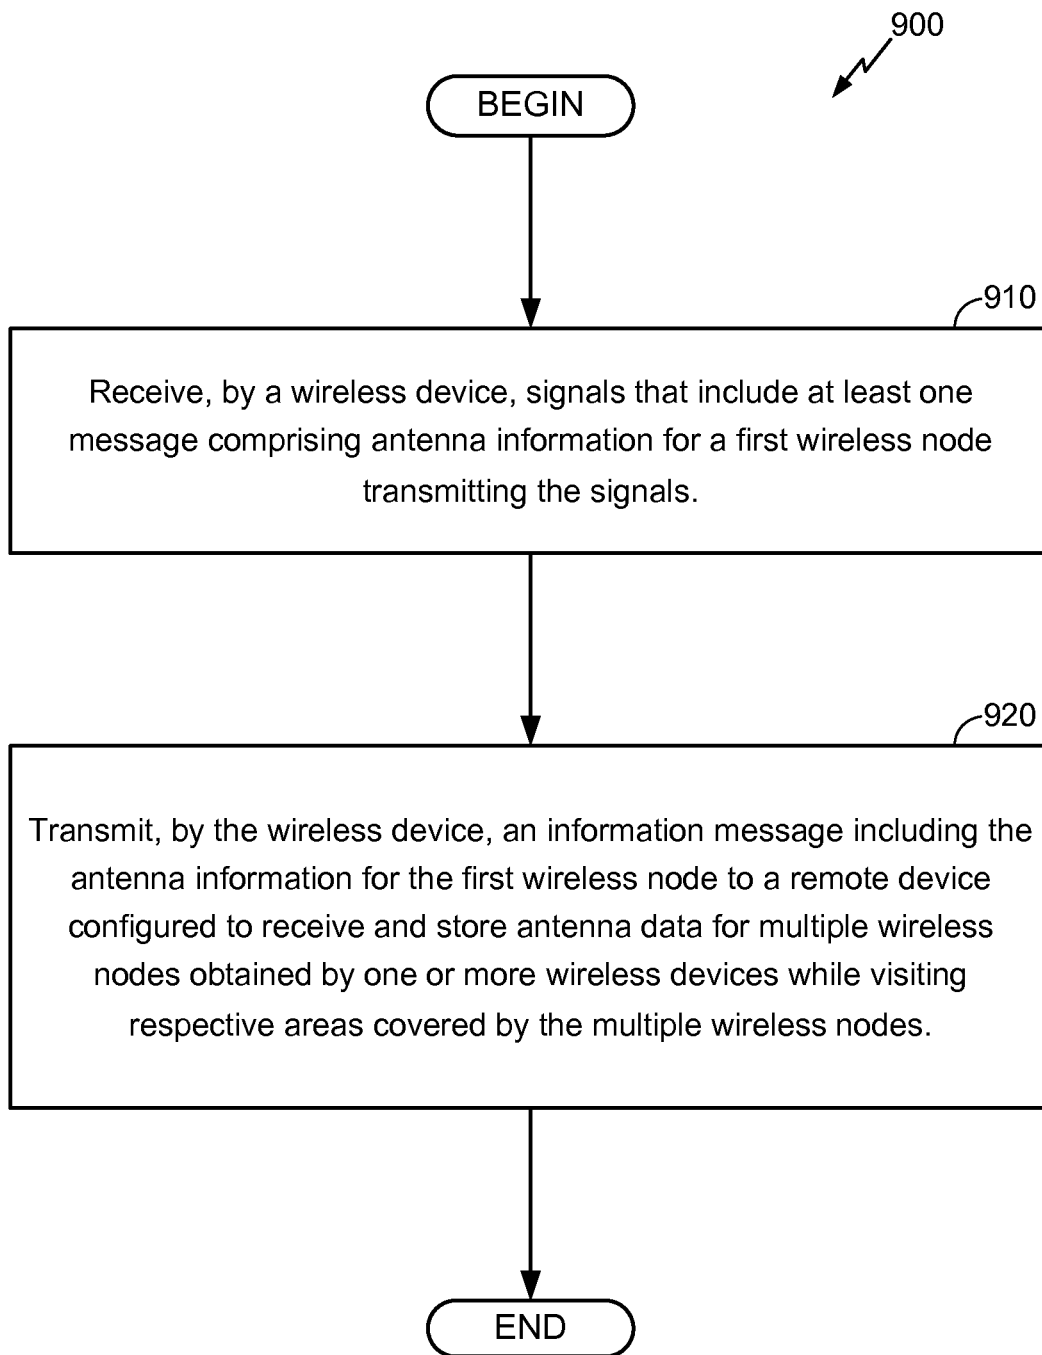 900
BEGIN
910
Receive, by a wireless device, signals that include at least one
message comprising antenna information for a first wireless node
transmitting the signals.
920
Transmit, by the wireless device, an information message including the
antenna information for the first wireless node to a remote device
configured to receive and store antenna data for multiple wireless
nodes obtained by one or more wireless devices while visiting
respective areas covered by the multiple wireless nodes.
END